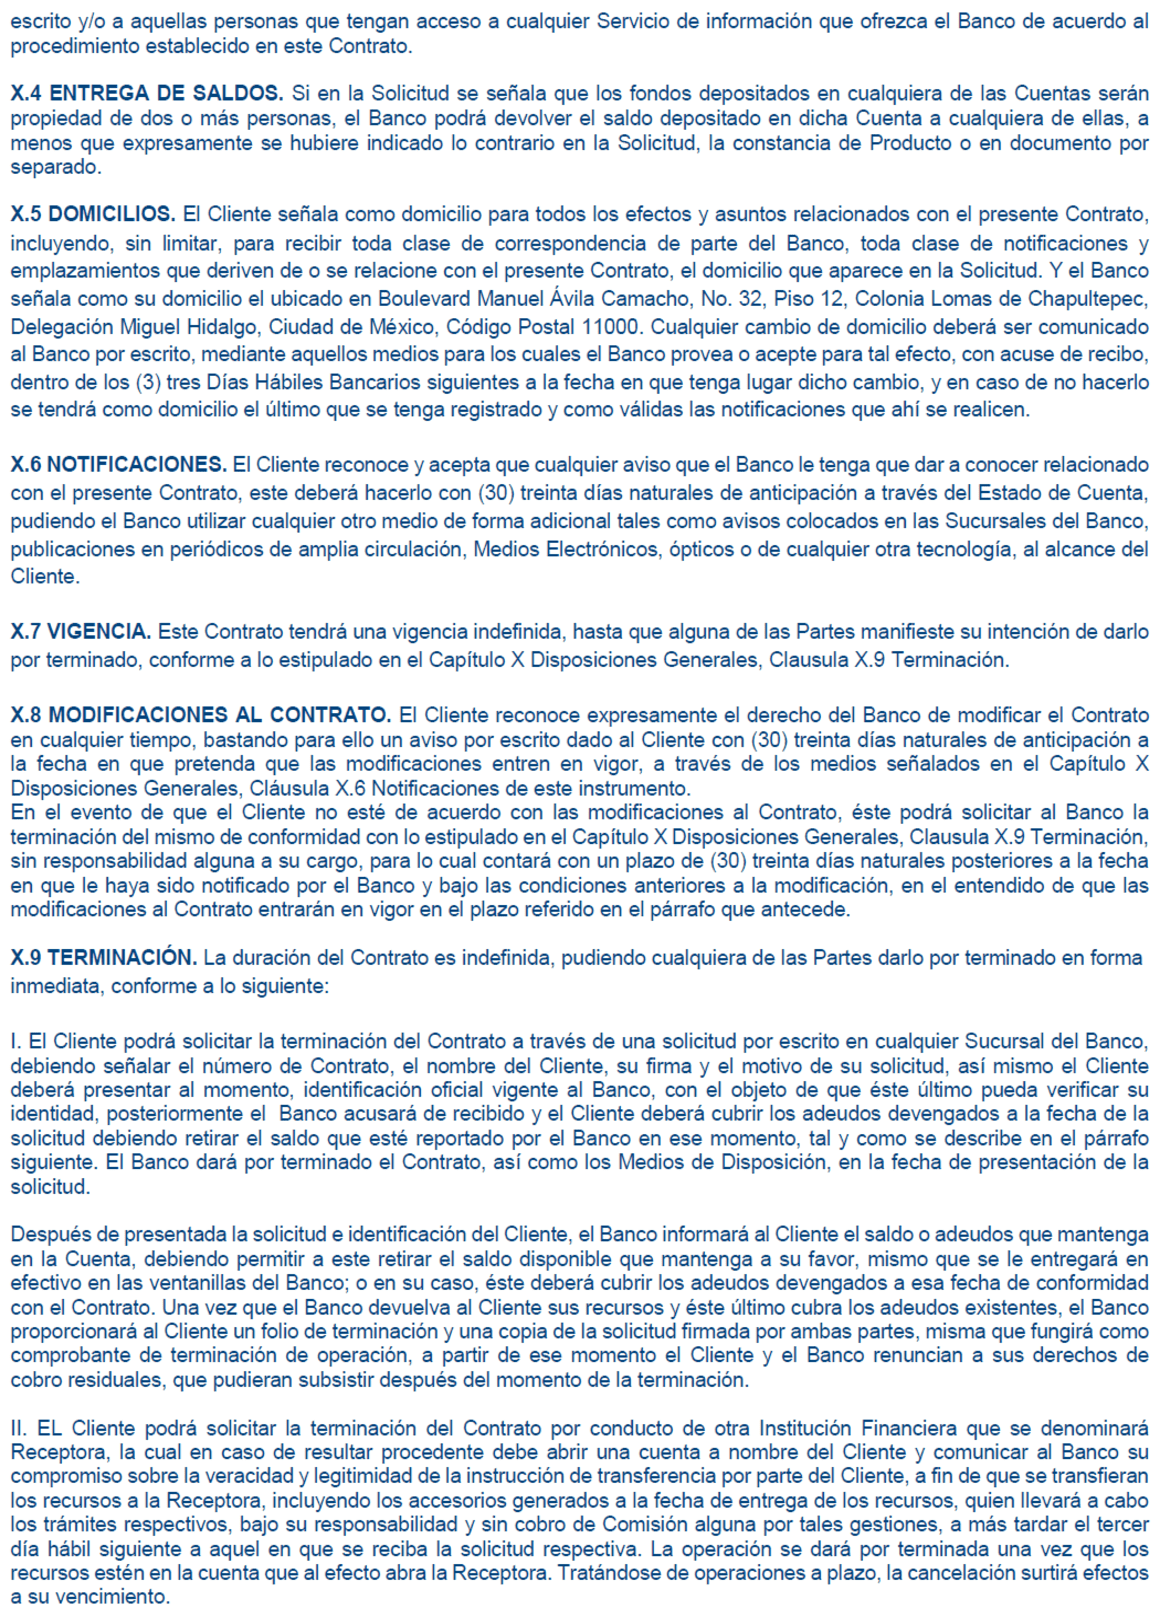 escrito y/o a aquellas personas que tengan acceso a cualquier Servicio de información que ofrezca el Banco de acuerdo al
procedimiento establecido en este Contrato.
X.4 ENTREGA DE SALDOS. Si en la Solicitud se señala que los fondos depositados en cualquiera de las Cuentas serán
propiedad de dos o más personas, el Banco podrá devolver el saldo depositado en dicha Cuenta a cualquiera de ellas, a
menos que expresamente se hubiere indicado lo contrario en la Solicitud, la constancia de Producto o en documento por
separado.
X.5 DOMICILIOS. El Cliente señala como domicilio para todos los efectos y asuntos relacionados con el presente Contrato,
incluyendo, sin limitar, para recibir toda clase de correspondencia de parte del Banco, toda clase de notificaciones y
emplazamientos que deriven de o se relacione con el presente Contrato, el domicilio que aparece en la Solicitud. Y el Banco
señala como su domicilio el ubicado en Boulevard Manuel Ávila Camacho, No. 32, Piso 12, Colonia Lomas de Chapultepec,
Delegación Miguel Hidalgo, Ciudad de México, Código Postal 11000. Cualquier cambio de domicilio deberá ser comunicado
al Banco por escrito, mediante aquellos medios para los cuales el Banco provea o acepte para tal efecto, con acuse de recibo,
dentro de los (3) tres Días Hábiles Bancarios siguientes a la fecha en que tenga lugar dicho cambio, y en caso de no hacerlo
se tendrá como domicilio el último que se tenga registrado y como válidas las notificaciones que ahí se realicen.
X.6 NOTIFICACIONES. El Cliente reconoce y acepta que cualquier aviso que el Banco le tenga que dar a conocer relacionado
con el presente Contrato, este deberá hacerlo con (30) treinta días naturales de anticipación a través del Estado de Cuenta,
pudiendo el Banco utilizar cualquier otro medio de forma adicional tales como avisos colocados en las Sucursales del Banco,
publicaciones en periódicos de amplia circulación, Medios Electrónicos, ópticos o de cualquier otra tecnología, al alcance del
Cliente.
X.7 VIGENCIA. Este Contrato tendrá una vigencia indefinida, hasta que alguna de las Partes manifieste su intención de darlo
por terminado, conforme a lo estipulado en el Capítulo X Disposiciones Generales, Clausula X.9 Terminación.
X.8 MODIFICACIONES AL CONTRATO. El Cliente reconoce expresamente el derecho del Banco de modificar el Contrato
en cualquier tiempo, bastando para ello un aviso por escrito dado al Cliente con (30) treinta días naturales de anticipación a
la fecha en que pretenda que las modificaciones entren en vigor, a través de los medios señalados en el Capítulo X
Disposiciones Generales, Cláusula X.6 Notificaciones de este instrumento.
En el evento de que el Cliente no esté de acuerdo con las modificaciones al Contrato, éste podrá solicitar al Banco la
terminación del mismo de conformidad con lo estipulado en el Capítulo X Disposiciones Generales, Clausula X.9 Terminación,
sin responsabilidad alguna a su cargo, para lo cual contará con un plazo de (30) treinta días naturales posteriores a la fecha
en que le haya sido notificado por el Banco y bajo las condiciones anteriores a la modificación, en el entendido de que las
modificaciones al Contrato entrarán en vigor en el plazo referido en el párrafo que antecede.
X.9 TERMINACIÓN. La duración del Contrato es indefinida, pudiendo cualquiera de las Partes darlo por terminado en forma
inmediata, conforme a lo siguiente:
I. El Cliente podrá solicitar la terminación del Contrato a través de una solicitud por escrito en cualquier Sucursal del Banco,
debiendo señalar el número de Contrato, el nombre del Cliente, su firma y el motivo de su solicitud, así mismo el Cliente
deberá presentar al momento, identificación oficial vigente al Banco, con el objeto de que éste último pueda verificar su
identidad, posteriormente el Banco acusará de recibido y el Cliente deberá cubrir los adeudos devengados a la fecha de la
solicitud debiendo retirar el saldo que esté reportado por el Banco en ese momento, tal y como se describe en el párrafo
siguiente. El Banco dará por terminado el Contrato, así como los Medios de Disposición, en la fecha de presentación de la
solicitud.
Después de presentada la solicitud e identificación del Cliente, el Banco informará al Cliente el saldo o adeudos que mantenga
en la Cuenta, debiendo permitir a este retirar el saldo disponible que mantenga a su favor, mismo que se le entregará en
efectivo en las ventanillas del Banco; o en su caso, éste deberá cubrir los adeudos devengados a esa fecha de conformidad
con el Contrato. Una vez que el Banco devuelva al Cliente sus recursos y éste último cubra los adeudos existentes, el Banco
proporcionará al Cliente un folio de terminación y una copia de la solicitud firmada por ambas partes, misma que fungirá como
comprobante de terminación de operación, a partir de ese momento el Cliente y el Banco renuncian a sus derechos de
cobro residuales, que pudieran subsistir después del momento de la terminación.
II. EL Cliente podrá solicitar la terminación del Contrato por conducto de otra Institución Financiera que se denominará
Receptora, la cual en caso de resultar procedente debe abrir una cuenta a nombre del Cliente y comunicar al Banco su
compromiso sobre la veracidad y legitimidad de la instrucción de transferencia por parte del Cliente, a fin de que se transfieran
los recursos a la Receptora, incluyendo los accesorios generados a la fecha de entrega de los recursos, quien llevará a cabo
los trámites respectivos, bajo su responsabilidad y sin cobro de Comisión alguna por tales gestiones, a más tardar el tercer
día hábil siguiente a aquel en que se reciba la solicitud respectiva. La operación se dará por terminada una vez que los
recursos estén en la cuenta que al efecto abra la Receptora. Tratándose de operaciones a plazo, la cancelación surtirá efectos
a su vencimiento.